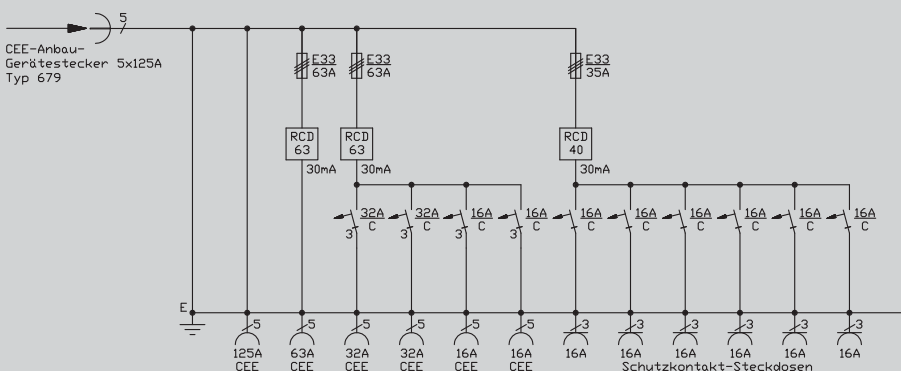 5
CEE-Anbau-
Gerätestecker 5x125A
Typ 679
E33
63A
E33
63A
E33
35A
RCD
63
RCD
63
RCD
40
30mA
30mA
30mA
32A
C
3
32A
C
3
16A
C
3
16A
C
3
16A
C
16A
C
16A
C
16A
C
16A
C
16A
C
E
5
5
5
5
5
5
3
3
3
3
3
3
125A
CEE
63A
CEE
32A
CEE
32A
CEE
16A
CEE
16A
CEE
16A
16A
16A
16A
16A
16A
Schutzkontakt-Steckdosen